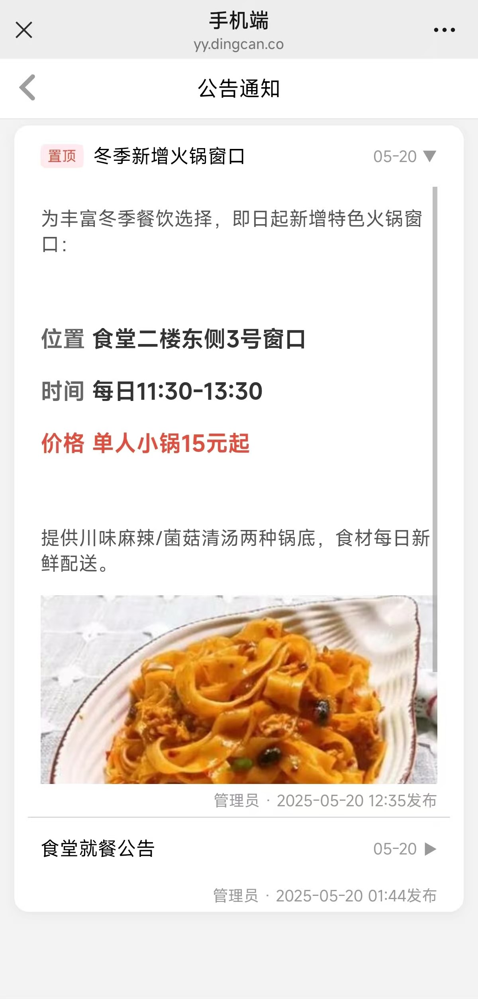 手机端
yy.dingcan.co
公告通知
置顶 冬季新增火锅窗口 05-20
为丰富冬季餐饮选择，即日起新增特色火锅窗
口：
位置 食堂二楼东侧3号窗口
时间 每日11:30-13:30
价格 单人小锅15元起
提供川味麻辣/菌菇清汤两种锅底，食材每日新
鲜配送。
管理员 · 2025-05-20 12:35发布
食堂就餐公告 05-20
管理员 · 2025-05-20 01:44发布